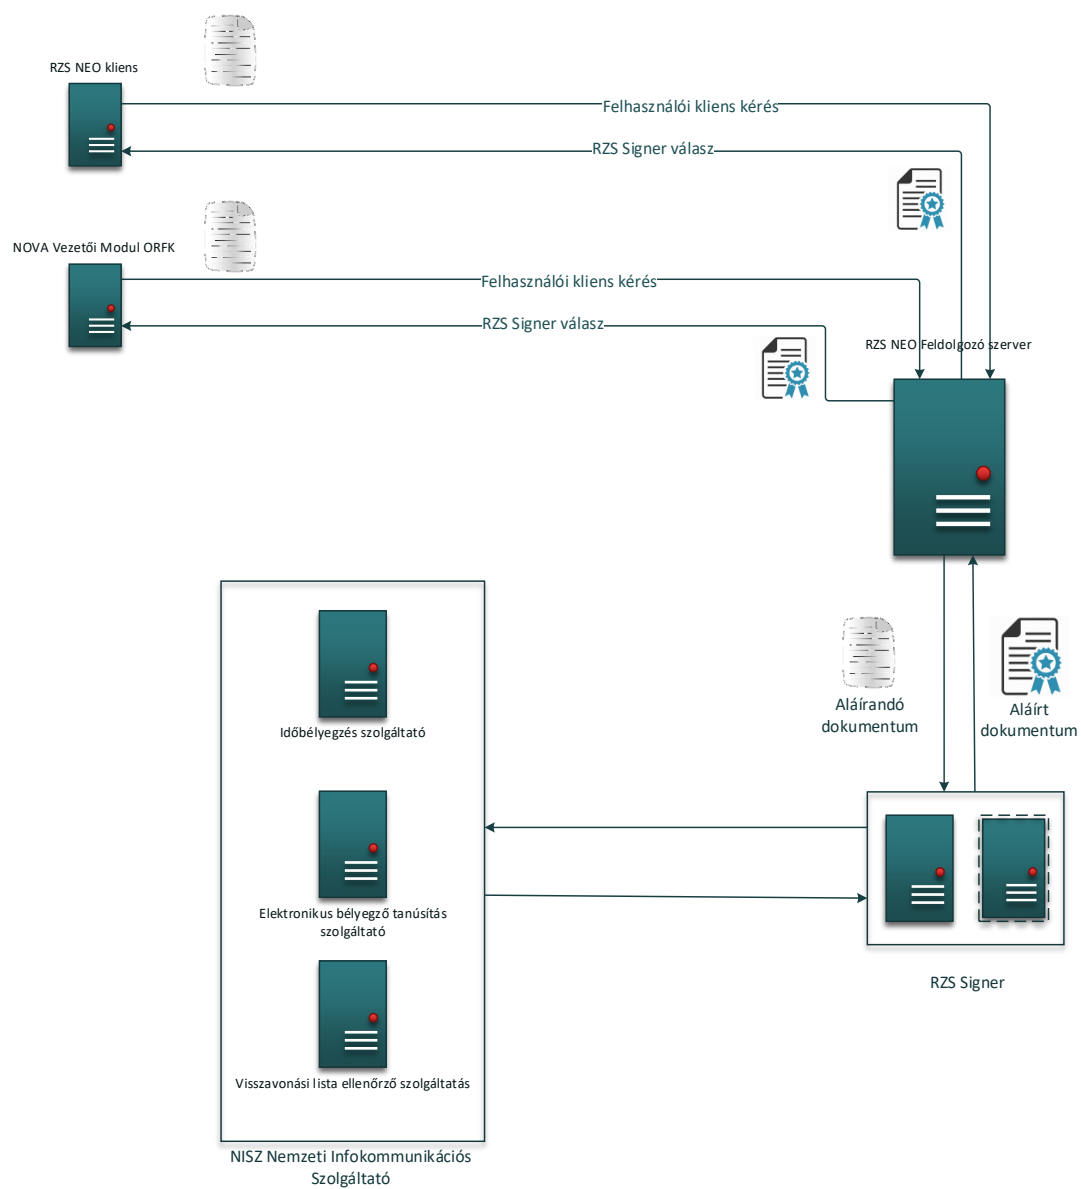 RZS NEO kliens
Felhasználói kliens kérés
RZS Signer válasz
NOVA Vezetői Modul ORFK
Felhasználói kliens kérés
RZS Signer válasz
RZS NEO Feldolgozó szerver
Aláírandó
dokumentum
Aláírt
dokumentum
Időbélyegzés szolgáltató
Elektronikus bélyegző tanúsítás
szolgáltató
RZS Signer
Visszavonási lista ellenőrző szolgáltatás
NISZ Nemzeti Infokommunikációs
Szolgáltató